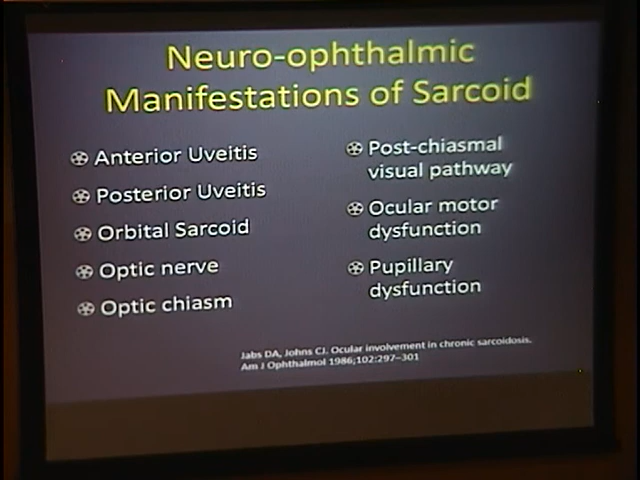 Neuro-ophthalmic
Manifestations of Sarcoid
Anterior Uveitis
Posterior Uveitis
Orbital Sarcoid
Optic nerve
Optic chiasm
Post-chiasmal
visual pathway
Ocular motor
dysfunction
Pupillary
dysfunction
Jabs DA, Johns CJ. Ocular involvement in chronic sarcoidosis.
Am J Ophthalmol 1986;102:297–301